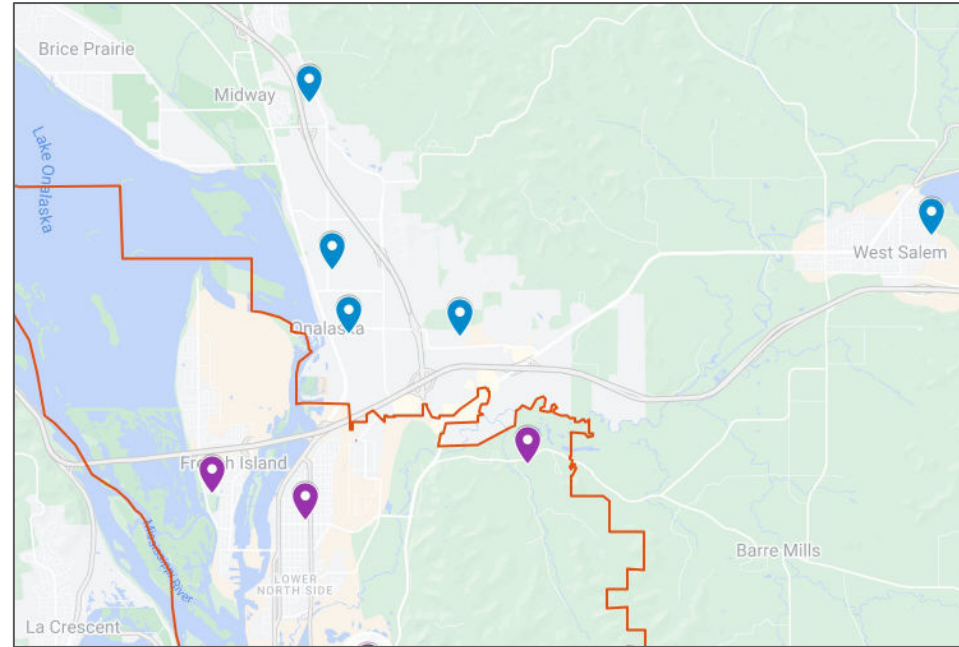 Brice Prairie
Midway
Lake Onalaska
West Salem
Onalaska
French Island
Mississippi River
Barre Mills
LOWER
NORTH SIDE
La Crescent